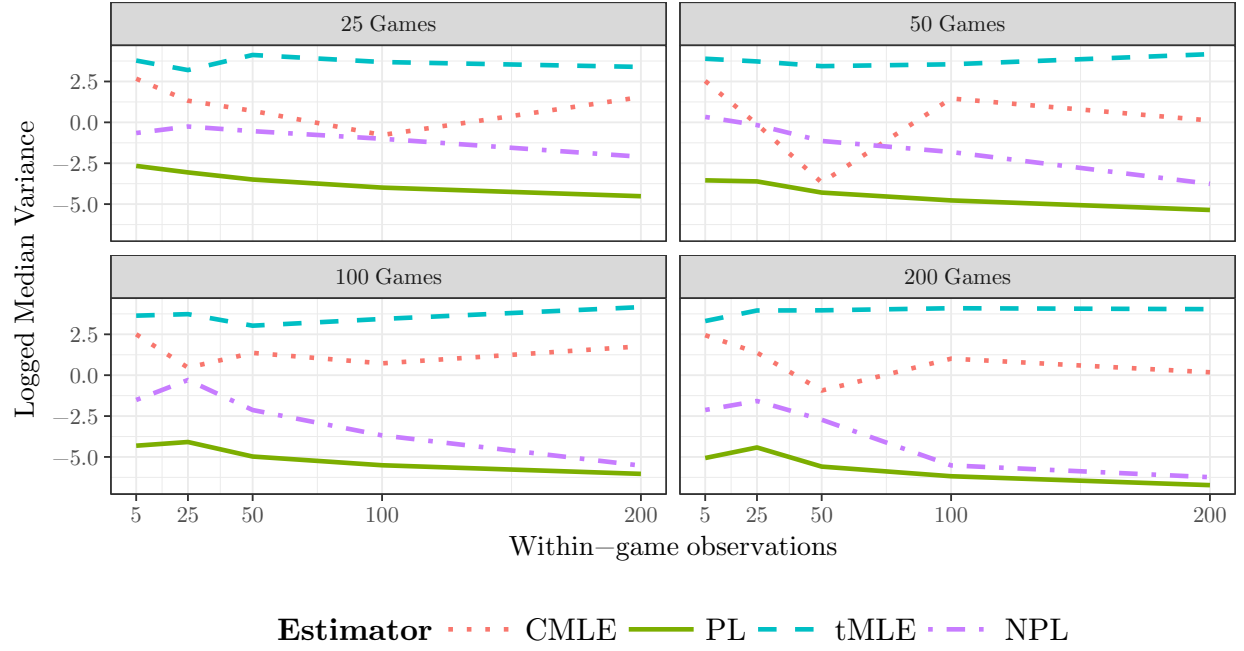 25 Games
50 Games
2.5
0.0
−2.5
−5.0
Logged Median Variance
100 Games
200 Games
2.5
0.0
−2.5
−5.0
5 25 50 100 200
5 25 50 100 200
Within−game observations
Estimator CMLE PL tMLE NPL